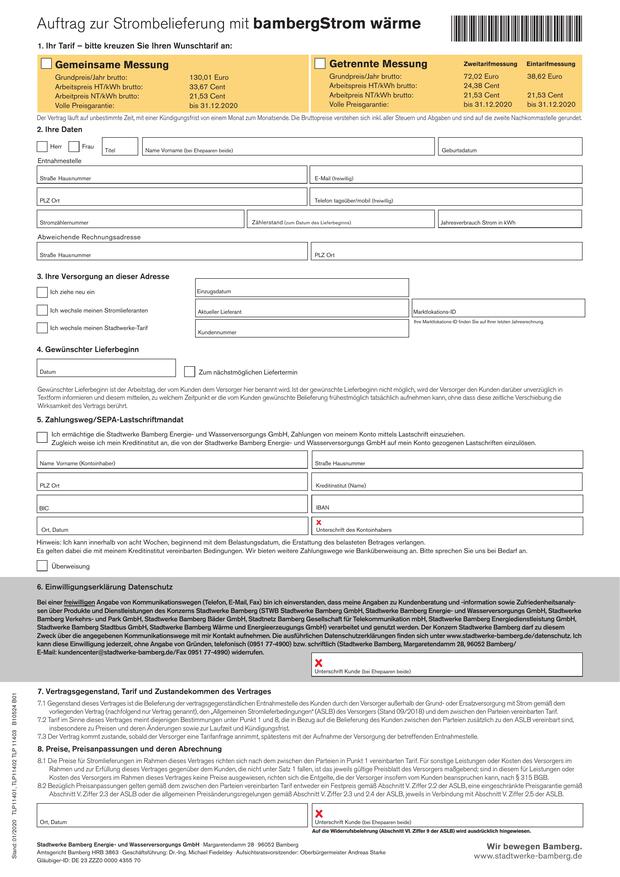 Auftrag zur Strombelieferung mit bambergStrom wärme
1. Ihr Tarif – bitte kreuzen Sie Ihren Wunschtarif an:
Gemeinsame Messung
Grundpreis/Jahr brutto: 130,01 Euro
Arbeitspreis HT/kWh brutto: 33,67 Cent
Arbeitpreis NT/kWh brutto: 21,53 Cent
Volle Preisgarantie: bis 31.12.2020
Getrennte Messung Zweitarifmessung Eintarifmessung
Grundpreis/Jahr brutto: 72,02 Euro 38,62 Euro
Arbeitspreis HT/kWh brutto: 24,38 Cent
Arbeitpreis NT/kWh brutto: 21,53 Cent 21,53 Cent
Volle Preisgarantie: bis 31.12.2020 bis 31.12.2020
Der Vertrag läuft auf unbestimmte Zeit, mit einer Kündigungsfrist von einem Monat zum Monatsende. Die Bruttopreise verstehen sich inkl. aller Steuern und Abgaben und sind auf die zweite Nachkommastelle gerundet.
2. Ihre Daten
Herr Frau Titel Name Vorname (bei Ehepaaren beide) Geburtsdatum
Entnahmestelle
Straße Hausnummer E-Mail (freiwillig)
PLZ Ort Telefon tagsüber/mobil (freiwillig)
Stromzählernummer Zählerstand (zum Datum des Lieferbeginns) Jahresverbrauch Strom in kWh
Abweichende Rechnungsadresse
Straße Hausnummer PLZ Ort
3. Ihre Versorgung an dieser Adresse
Ich ziehe neu ein Einzugsdatum
Ich wechsle meinen Stromlieferanten Aktueller Lieferant Marktlokations-ID
Ihre Marktlokations-ID finden Sie auf Ihrer letzten Jahresrechnung.
Ich wechsle meinen Stadtwerke-Tarif Kundennummer
4. Gewünschter Lieferbeginn
Datum Zum nächstmöglichen Liefertermin
Gewünschter Lieferbeginn ist der Arbeitstag, der vom Kunden dem Versorger hier benannt wird. Ist der gewünschte Lieferbeginn nicht möglich, wird der Versorger den Kunden darüber unverzüglich in
Textform informieren und diesem mitteilen, zu welchem Zeitpunkt er die vom Kunden gewünschte Belieferung frühestmöglich tatsächlich aufnehmen kann, ohne dass diese zeitliche Verschiebung die
Wirksamkeit des Vertrags berührt.
5. Zahlungsweg/SEPA-Lastschriftmandat
Ich ermächtige die Stadtwerke Bamberg Energie- und Wasserversorgungs GmbH, Zahlungen von meinem Konto mittels Lastschrift einzuziehen.
Zugleich weise ich mein Kreditinstitut an, die von der Stadtwerke Bamberg Energie- und Wasserversorgungs GmbH auf mein Konto gezogenen Lastschriften einzulösen.
Name Vorname (Kontoinhaber) Straße Hausnummer
PLZ Ort Kreditinstitut (Name)
BIC IBAN
x
Ort, Datum Unterschrift des Kontoinhabers
Hinweis: Ich kann innerhalb von acht Wochen, beginnend mit dem Belastungsdatum, die Erstattung des belasteten Betrages verlangen.
Es gelten dabei die mit meinem Kreditinstitut vereinbarten Bedingungen. Wir bieten weitere Zahlungswege wie Banküberweisung an. Bitte sprechen Sie uns bei Bedarf an.
Überweisung
6. Einwilligungserklärung Datenschutz
Bei einer freiwilligen Angabe von Kommunikationswegen (Telefon, E-Mail, Fax) bin ich einverstanden, dass meine Angaben zu Kundenberatung und -information sowie Zufriedenheitsanaly-
sen über Produkte und Dienstleistungen des Konzerns Stadtwerke Bamberg (STWB Stadtwerke Bamberg GmbH, Stadtwerke Bamberg Energie- und Wasserversorgungs GmbH, Stadtwerke
Bamberg Verkehrs- und Park GmbH, Stadtwerke Bamberg Bäder GmbH, Stadtnetz Bamberg Gesellschaft für Telekommunikation mbH, Stadtwerke Bamberg Energiedienstleistung GmbH,
Stadtwerke Bamberg Stadtbus GmbH, Stadtwerke Bamberg Wärme und Energieerzeugungs GmbH) verarbeitet und genutzt werden. Der Konzern Stadtwerke Bamberg darf zu diesem
Zweck über die angegebenen Kommunikationswege mit mir Kontakt aufnehmen. Die ausführlichen Datenschutzerklärungen finden sich unter www.stadtwerke-bamberg.de/datenschutz. Ich
kann diese Einwilligung jederzeit, ohne Angabe von Gründen, telefonisch (0951 77-4900) bzw. schriftlich (Stadtwerke Bamberg, Margaretendamm 28, 96052 Bamberg/
E-Mail: kundencenter@stadtwerke-bamberg.de/Fax 0951 77-4990) widerrufen.
x
Unterschrift Kunde (bei Ehepaaren beide)
7. Vertragsgegenstand, Tarif und Zustandekommen des Vertrages
7.1 Gegenstand dieses Vertrages ist die Belieferung der vertragsgegenständlichen Entnahmestelle des Kunden durch den Versorger außerhalb der Grund- oder Ersatzversorgung mit Strom gemäß dem
vorliegenden Vertrag (nachfolgend nur Vertrag genannt), den „Allgemeinen Stromlieferbedingungen“ (ASLB) des Versorgers (Stand 09/2018) und dem zwischen den Parteien vereinbarten Tarif.
7.2 Tarif im Sinne dieses Vertrages meint diejenigen Bestimmungen unter Punkt 1 und 8, die in Bezug auf die Belieferung des Kunden zwischen den Parteien zusätzlich zu den ASLB vereinbart sind,
insbesondere zu Preisen und deren Änderungen sowie zur Laufzeit und Kündigungsfrist.
7.3 Der Vertrag kommt zustande, sobald der Versorger eine Tarifanfrage annimmt, spätestens mit der Aufnahme der Versorgung der betreffenden Entnahmestelle.
8. Preise, Preisanpassungen und deren Abrechnung
8.1 Die Preise für Stromlieferungen im Rahmen dieses Vertrages richten sich nach dem zwischen den Parteien in Punkt 1 vereinbarten Tarif. Für sonstige Leistungen oder Kosten des Versorgers im
Rahmen und zur Erfüllung dieses Vertrages gegenüber dem Kunden, die nicht unter Satz 1 fallen, ist das jeweils gültige Preisblatt des Versorgers maßgebend; sind in diesem für Leistungen oder
Kosten des Versorgers im Rahmen dieses Vertrages keine Preise ausgewiesen, richten sich die Entgelte, die der Versorger insofern vom Kunden beanspruchen kann, nach § 315 BGB.
8.2 Bezüglich Preisanpassungen gelten gemäß dem zwischen den Parteien vereinbarten Tarif entweder ein Festpreis gemäß Abschnitt V. Ziffer 2.2 der ASLB, eine eingeschränkte Preisgarantie gemäß
Abschnitt V. Ziffer 2.3 der ASLB oder die allgemeinen Preisänderungsregelungen gemäß Abschnitt V. Ziffer 2.3 und 2.4 der ASLB, jeweils in Verbindung mit Abschnitt V. Ziffer 2.5 der ASLB.
x
Ort, Datum Unterschrift Kunde (bei Ehepaaren beide)
Auf die Widerrufsbelehrung (Abschnitt VI. Ziffer 9 der ASLB) wird ausdrücklich hingewiesen.
Stadtwerke Bamberg Energie- und Wasserversorgungs GmbH · Margaretendamm 28 · 96052 Bamberg
Amtsgericht Bamberg HRB 3863 · Geschäftsführung: Dr.-Ing. Michael Fiedeldey · Aufsichtsratsvorsitzender: Oberbürgermeister Andreas Starke
Gläubiger-ID: DE 23 ZZZ0 0000 4355 70
Wir bewegen Bamberg.
www.stadtwerke-bamberg.de
Stand: 01/2020 TLP11401, TLP11402 TLP 11403 B10524 B01